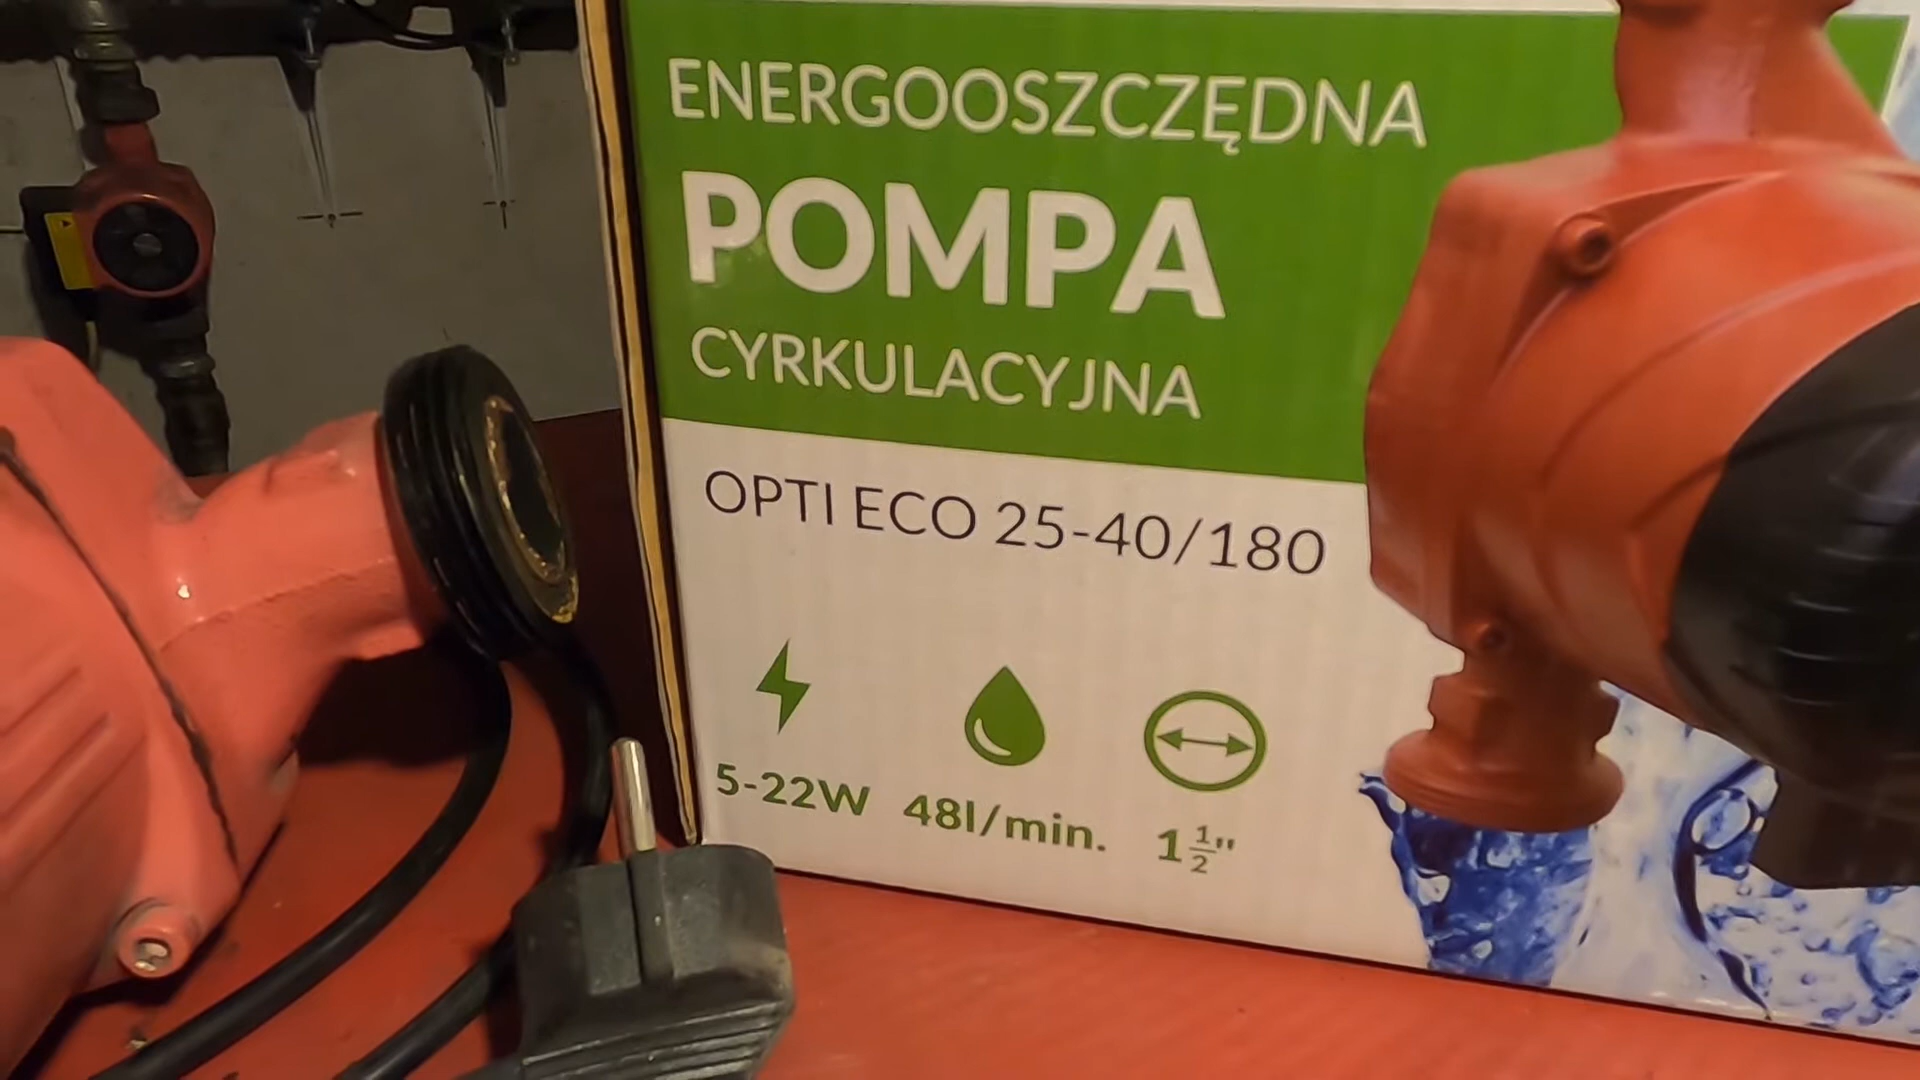 ENERGOOSZCZĘDNA
POMPA
CYRKULACYJNA
OPTI ECO 25-40/180
5-22W 48l/min. 1 1/2"